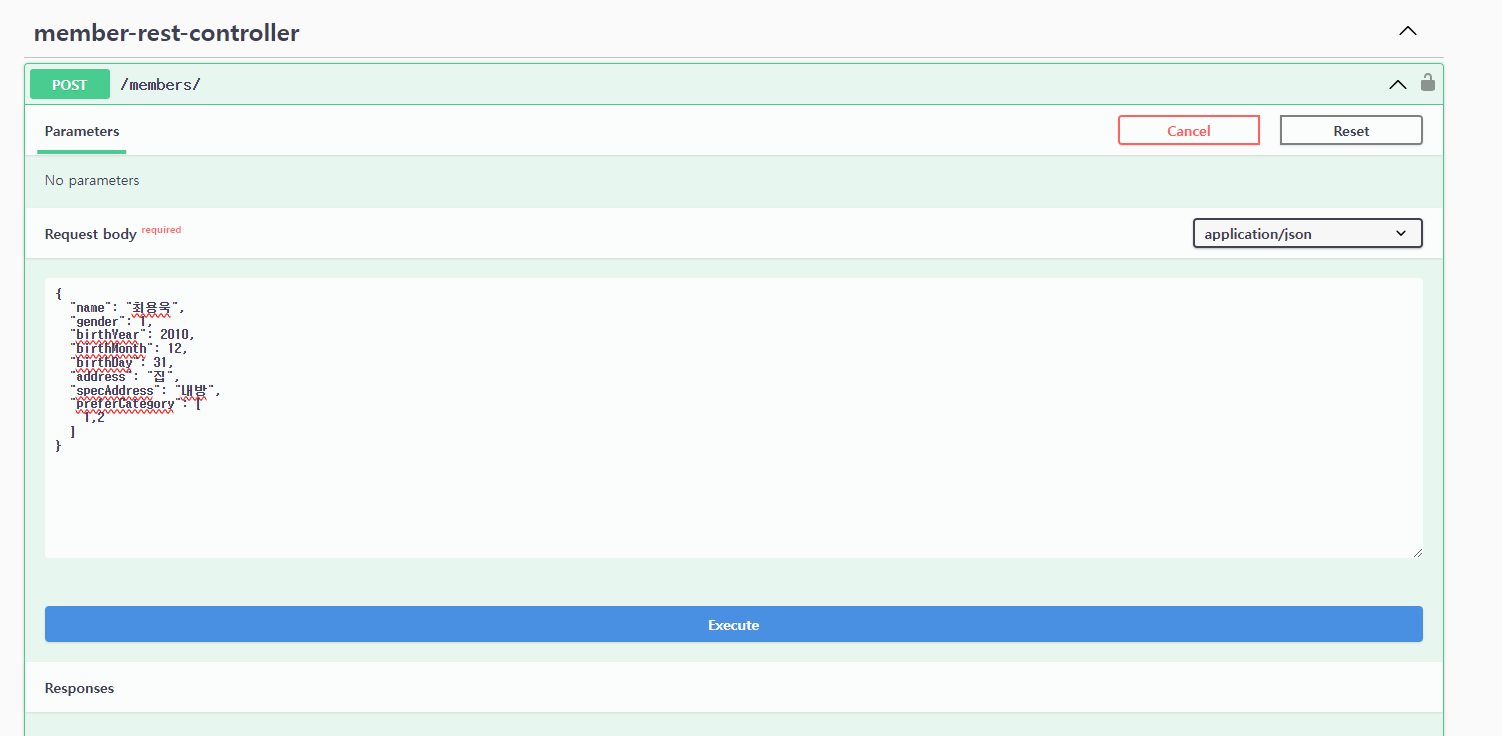 member-rest-controller
POST /members/
Parameters
Cancel
Reset
No parameters
Request body required
application/json
{
"name": "최용욱",
"gender": 1,
"birthYear": 2010,
"birthMonth": 12,
"birthDay": 31,
"address": "집",
"specAddress": "내방",
"preferCategory": [
1,2
]
}
Execute
Responses